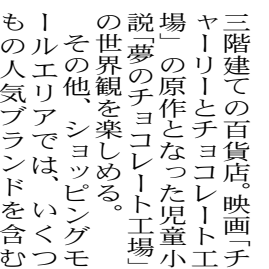 三階建ての百貨店。映画「チ
ャーリーとチョコレート工
場」の原作となった児童小
説「夢のチョコレート工場」
の世界観を楽しめる。
　その他、ショッピングモ
ールエリアでは、いくつ
もの人気ブランドを含む